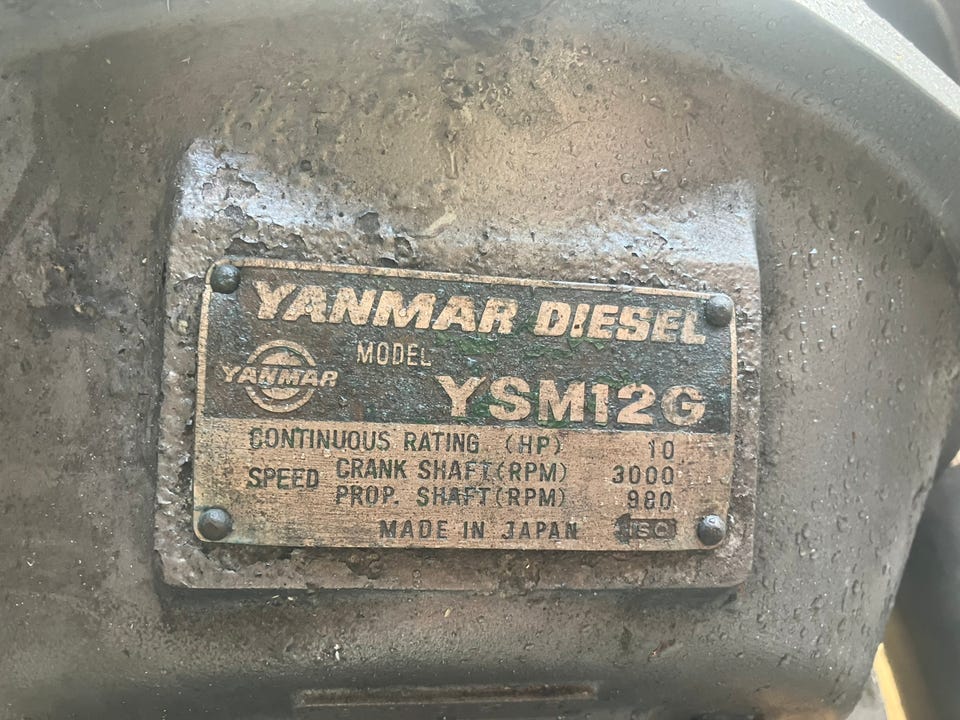 YANMAR DIESEL
MODEL
YANMAR
YSM12G
CONTINUOUS RATING (HP) 10
SPEED CRANK SHAFT(RPM) 3000
PROP. SHAFT(RPM) 980
MADE IN JAPAN